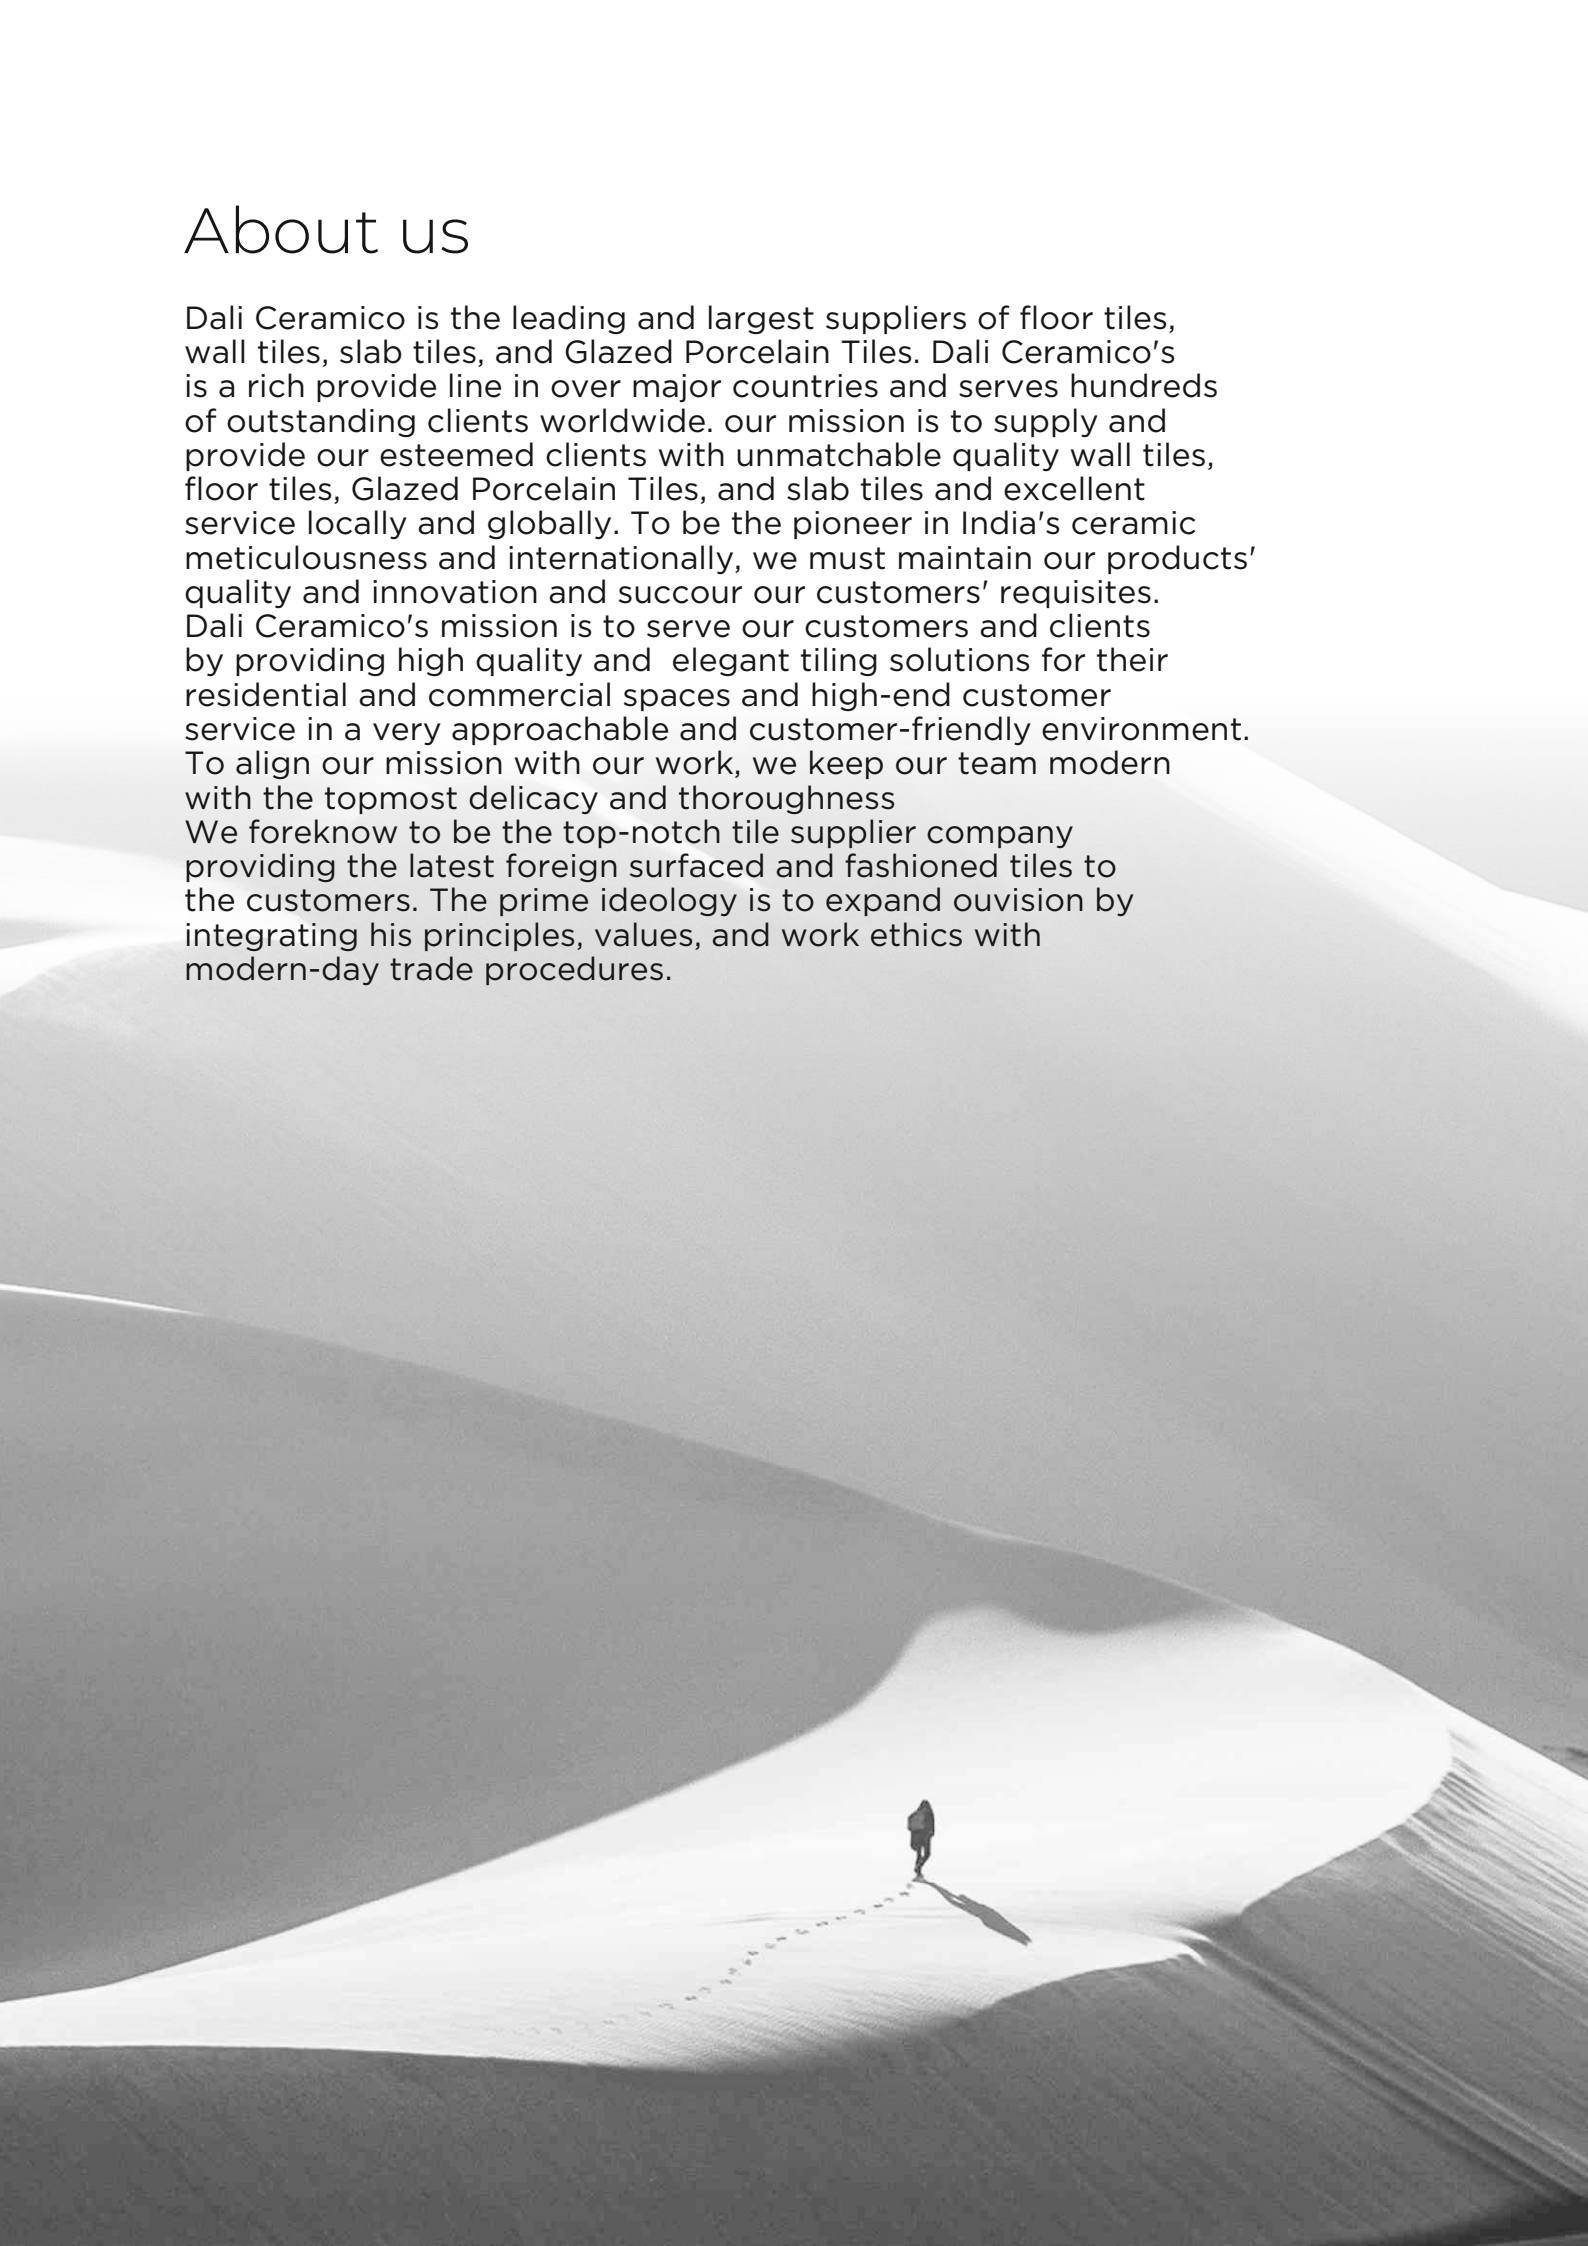 About us
Dali Ceramico is the leading and largest suppliers of floor tiles,
wall tiles, slab tiles, and Glazed Porcelain Tiles. Dali Ceramico's
is a rich provide line in over major countries and serves hundreds
of outstanding clients worldwide. our mission is to supply and
provide our esteemed clients with unmatchable quality wall tiles,
floor tiles, Glazed Porcelain Tiles, and slab tiles and excellent
service locally and globally. To be the pioneer in India's ceramic
meticulousness and internationally, we must maintain our products'
quality and innovation and succour our customers' requisites.
Dali Ceramico's mission is to serve our customers and clients
by providing high quality and  elegant tiling solutions for their
residential and commercial spaces and high-end customer
service in a very approachable and customer-friendly environment.
To align our mission with our work, we keep our team modern
with the topmost delicacy and thoroughness
We foreknow to be the top-notch tile supplier company
providing the latest foreign surfaced and fashioned tiles to
the customers. The prime ideology is to expand ouvision by
integrating his principles, values, and work ethics with
modern-day trade procedures.